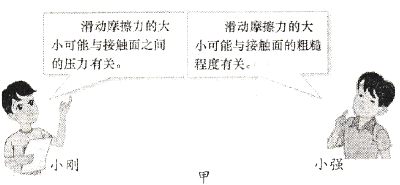 滑动摩擦力的大
小可能与接触面之间
的压力有关。
滑动摩擦力的大
小可能与接触面的粗糙
程度有关。
小刚
小强
甲